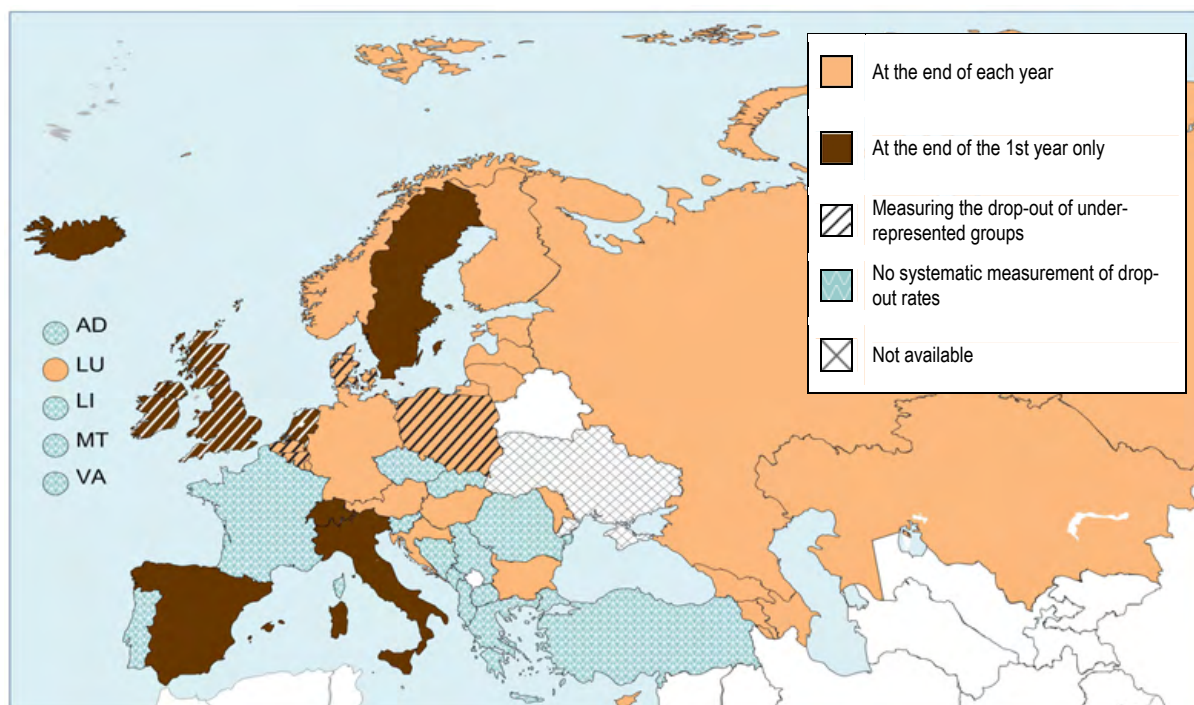 At the end of each year
At the end of the 1st year only
Measuring the drop-out of under-
represented groups
No systematic measurement of drop-
out rates
Not available
AD
LU
LI
MT
VA